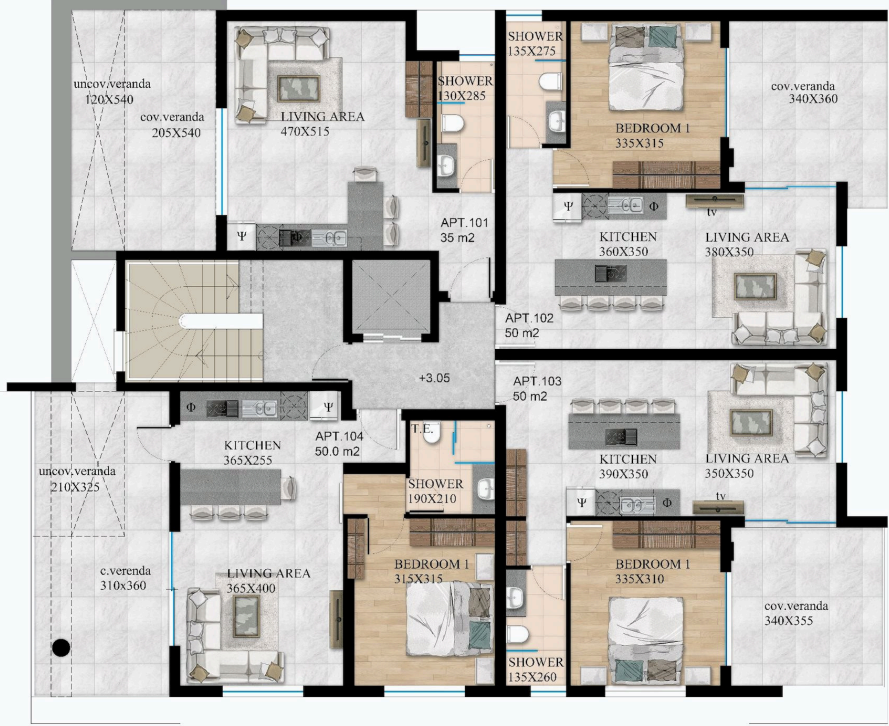 uncov.veranda
120X540
cov.veranda
205X540
LIVING AREA
470X515
SHOWER
130X285
SHOWER
135X275
BEDROOM 1
335X315
cov.veranda
340X360
Ψ
Φ
APT.101
35 m2
Ψ
Φ
tv
KITCHEN
360X350
LIVING AREA
380X350
APT.102
50 m2
+3.05
APT.103
50 m2
Φ
Ψ
KITCHEN
365X255
APT.104
50.0 m2
T.E.
SHOWER
190X210
uncov.veranda
210X325
KITCHEN
390X350
LIVING AREA
350X350
Ψ
Φ
tv
c.verenda
310x360
LIVING AREA
365X400
BEDROOM 1
315X315
BEDROOM 1
335X310
cov.veranda
340X355
SHOWER
135X260